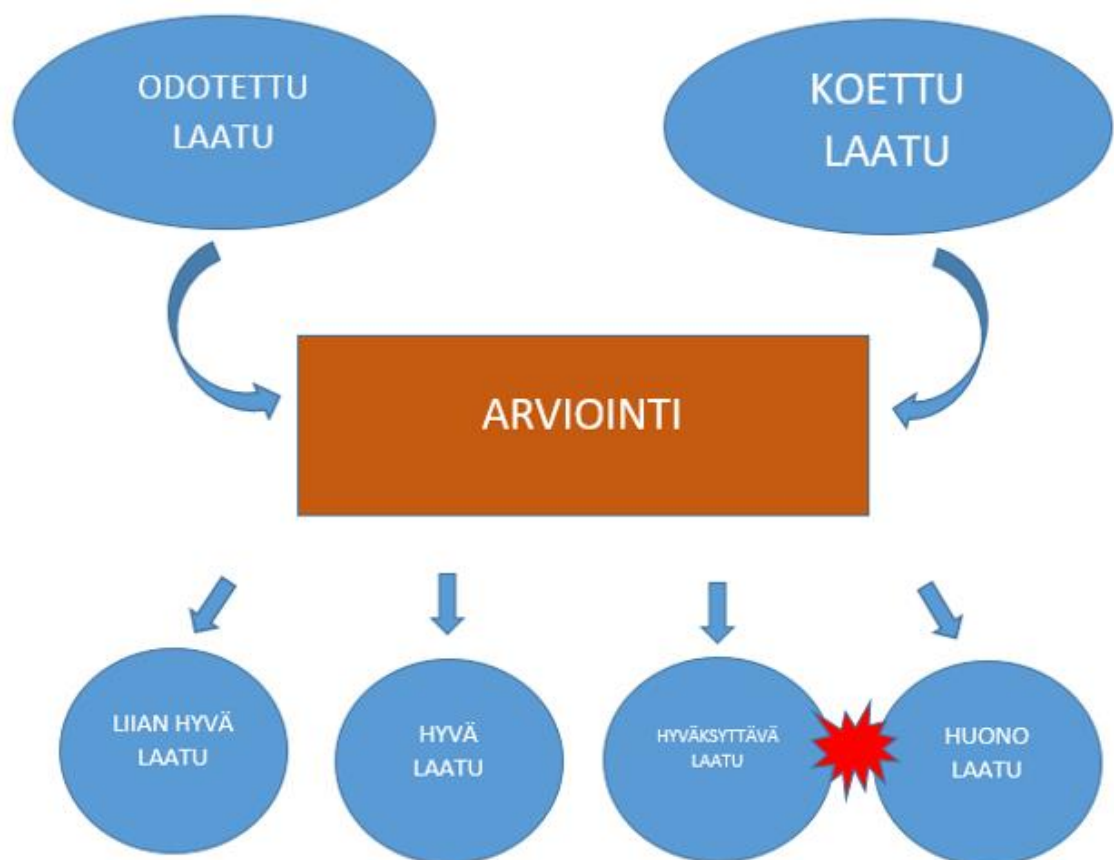 ODOTETTU
LAATU
KOETTU
LAATU
ARVIOINTI
LIIAN HYVÄ
LAATU
HYVÄ
LAATU
HYVÄKSYTTÄVÄ
LAATU
HUONO
LAATU